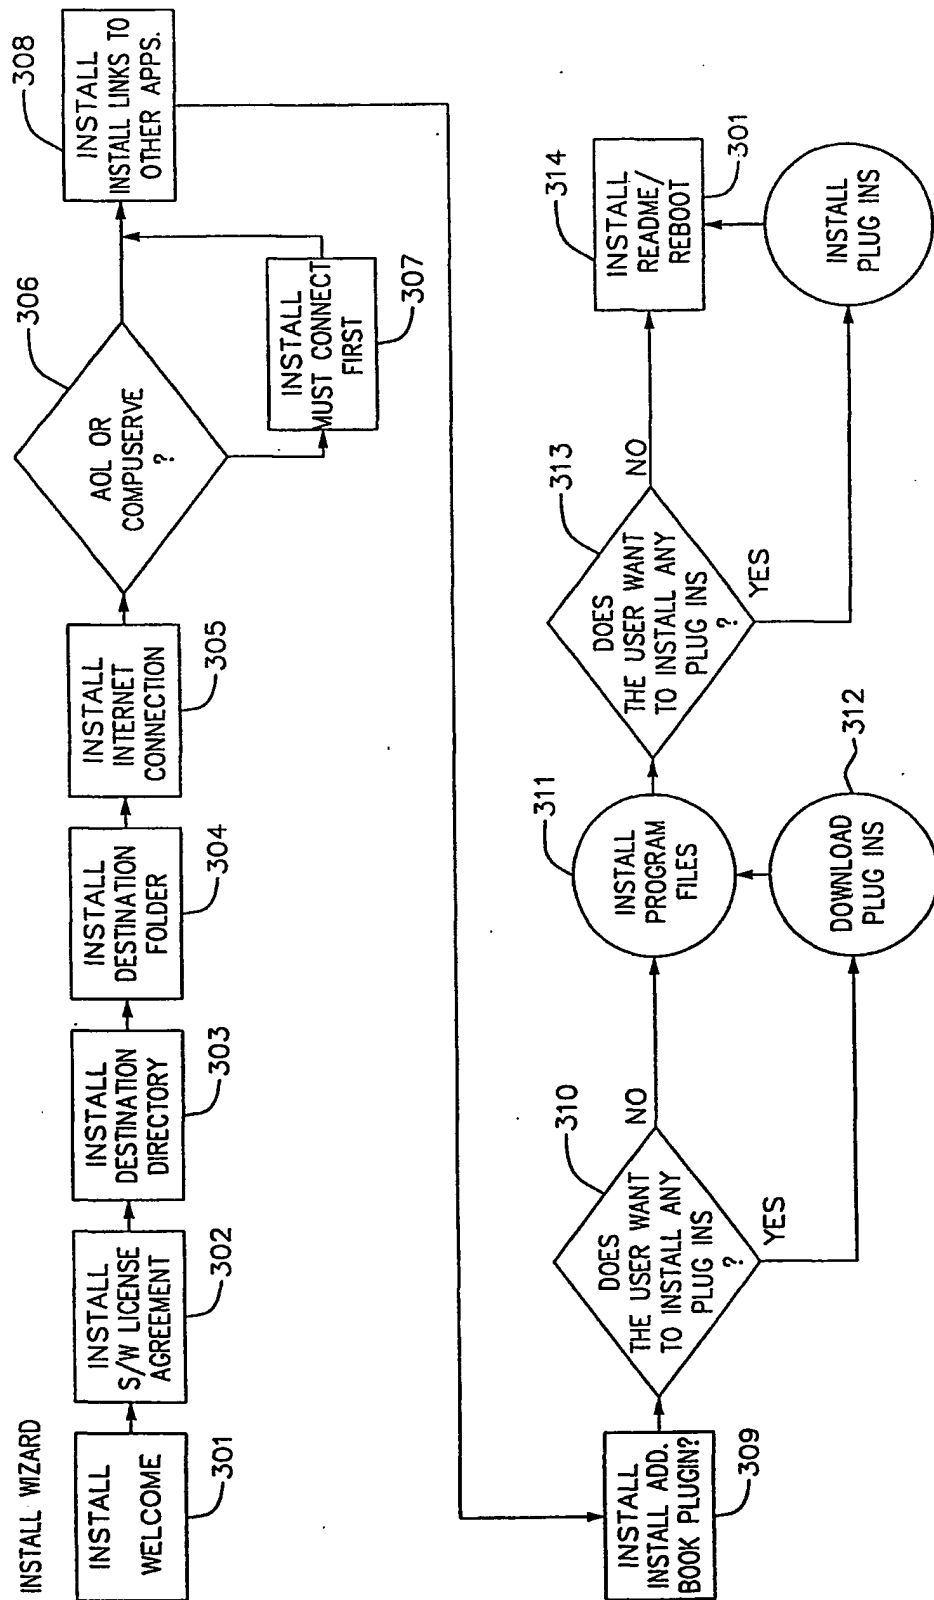 INSTALL WIZARD
INSTALL
WELCOME
301
INSTALL
S/W LICENSE
AGREEMENT
302
INSTALL
DESTINATION
DIRECTORY
303
INSTALL
DESTINATION
FOLDER
304
INSTALL
INTERNET
CONNECTION
305
AOL OR
COMPUSERVE
?
306
INSTALL
MUST CONNECT
FIRST
307
INSTALL
INSTALL LINKS TO
OTHER APPS.
308
INSTALL
INSTALL ADD.
BOOK PLUGIN?
309
DOES
THE USER WANT
TO INSTALL ANY
PLUG INS
?
310
NO
YES
INSTALL
PROGRAM
FILES
311
DOWNLOAD
PLUG INS
312
DOES
THE USER WANT
TO INSTALL ANY
PLUG INS
?
313
NO
YES
INSTALL
README/
REBOOT
314
301
INSTALL
PLUG INS